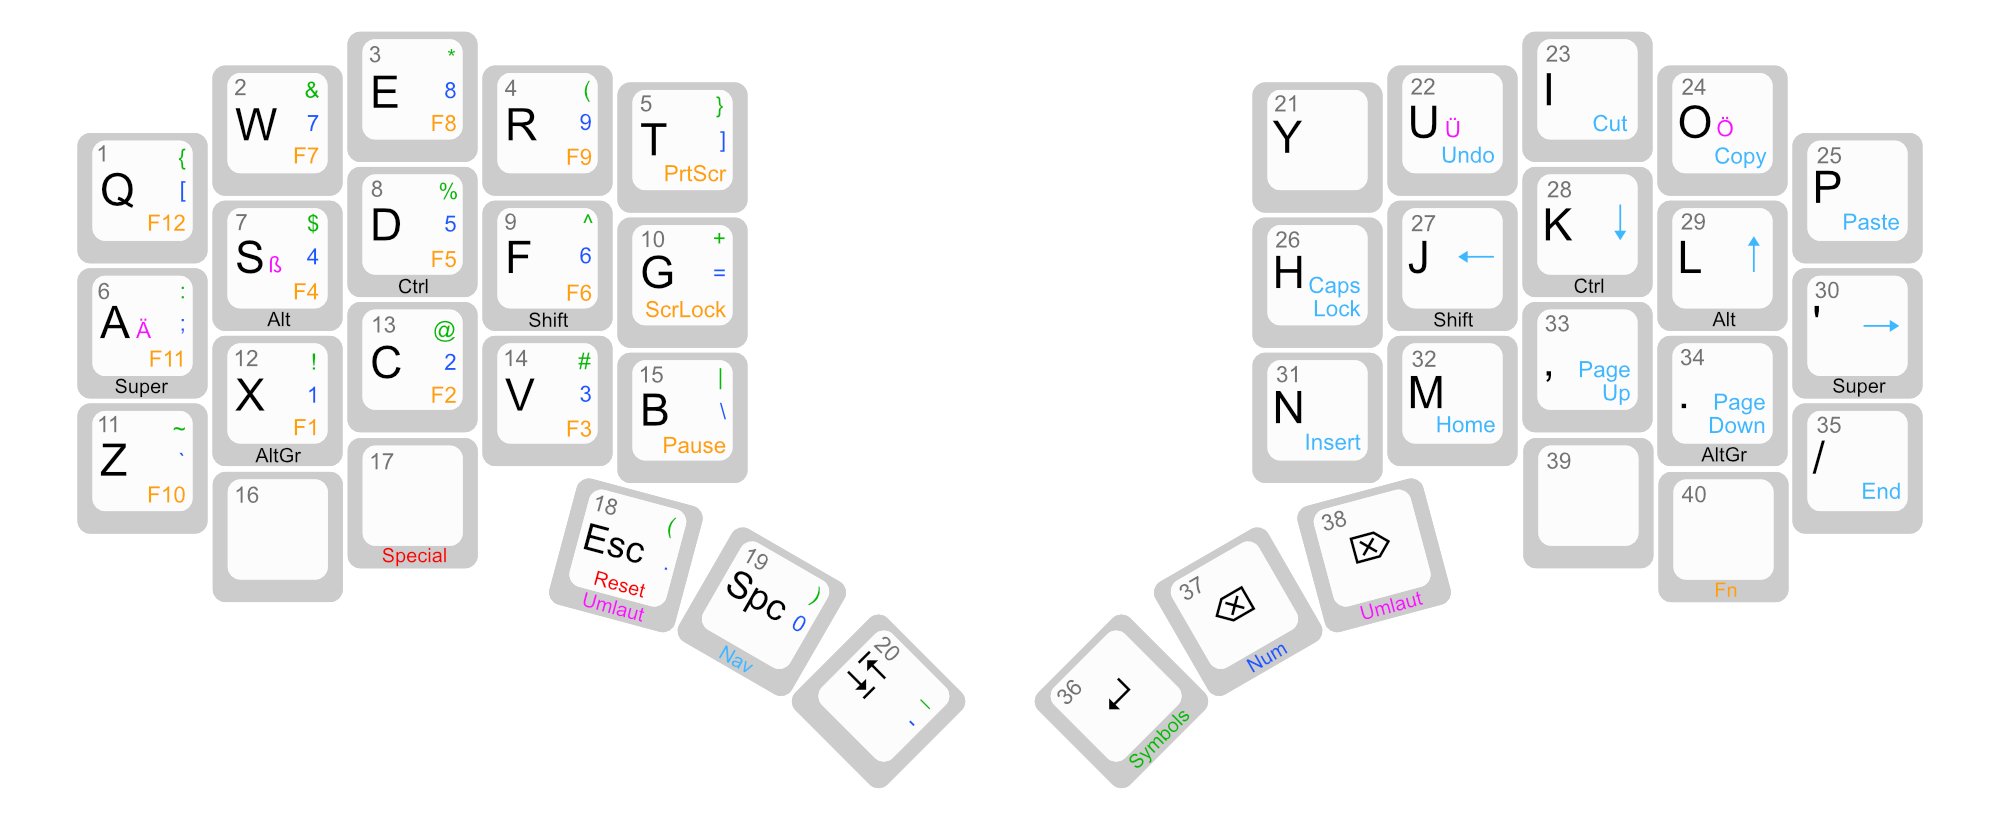 1 {
Q [
F12
2 &
W 7
F7
3 *
E 8
F8
4 (
R 9
F9
5 }
T ]
PrtScr
6 :
A Ä ;
F11
Super
7 $
S ß 4
F4
Alt
8 %
D 5
F5
Ctrl
9 ^
F 6
F6
Shift
10 +
G =
ScrLock
11 ~
Z `
F10
12 !
X 1
F1
AltGr
13 @
C 2
F2
14 #
V 3
F3
15 |
B \
Pause
16
17
Special
18 (
Esc .
Reset
Umlaut
19 )
Spc 0
Nav
20
21
Y
22
U Ü
Undo
23
I
Cut
24
O Ö
Copy
25
P
Paste
26
H Caps
Lock
27
J ←
Shift
28
K ↓
Ctrl
29
L ↑
Alt
30
' →
Super
31
N
Insert
32
M
Home
33
, Page
Up
34
. Page
Down
AltGr
35
/
End
36
Symbols
37
Num
38
Umlaut
39
40
Fn